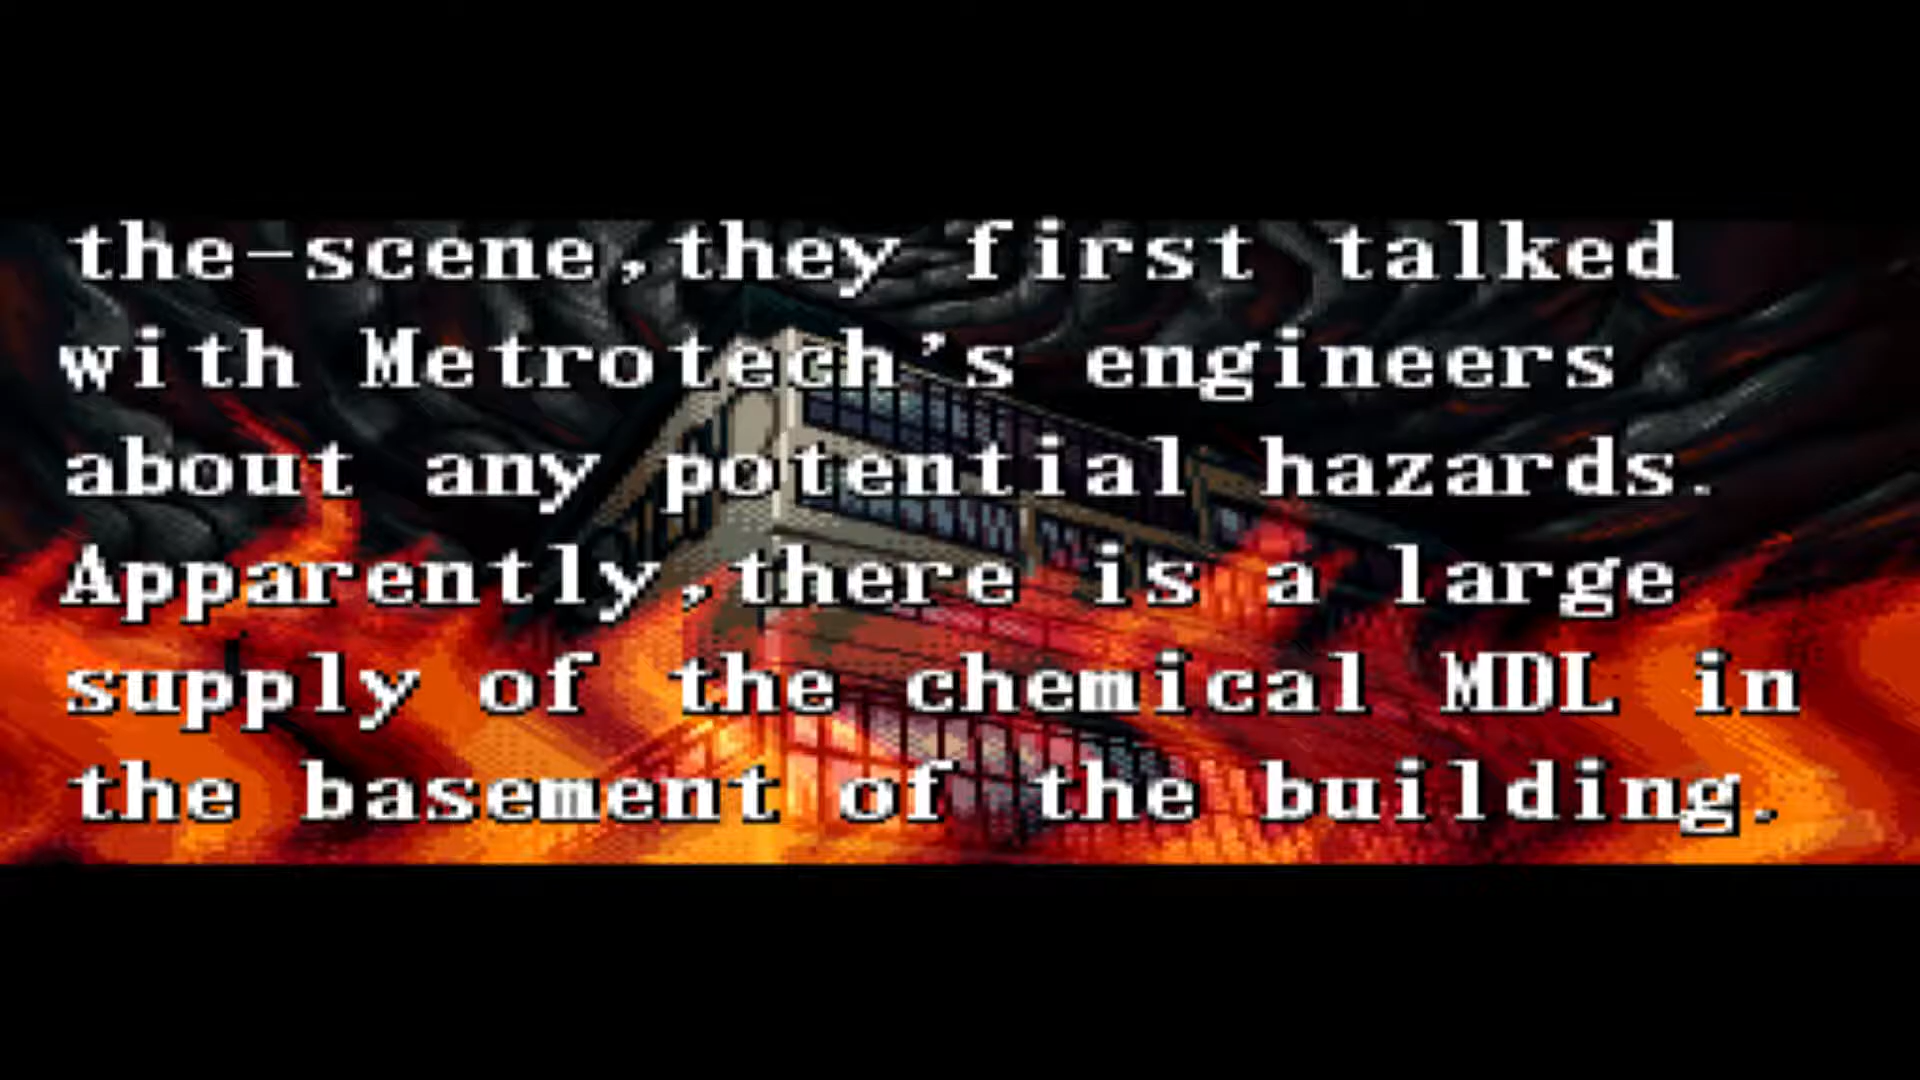 the-scene,they first talked
with Metrotech's engineers
about any potential hazards.
Apparently,there is a large
supply of the chemical MDL in
the basement of the building.